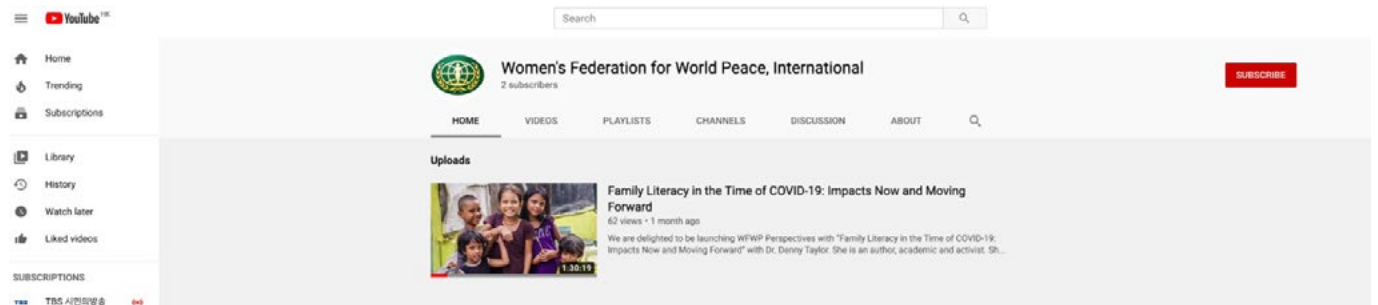 YouTube HK
Search
Home
Trending
Subscriptions
Library
History
Watch later
Liked videos
SUBSCRIPTIONS
TBS TBS 시민의방송
Women's Federation for World Peace, International
2 subscribers
SUBSCRIBE
HOME VIDEOS PLAYLISTS CHANNELS DISCUSSION ABOUT
Uploads
1:30:19
Family Literacy in the Time of COVID-19: Impacts Now and Moving
Forward
62 views • 1 month ago
We are delighted to be launching WFWP Perspectives with "Family Literacy in the Time of COVID-19:
Impacts Now and Moving Forward" with Dr. Denny Taylor. She is an author, academic and activist. Sh...